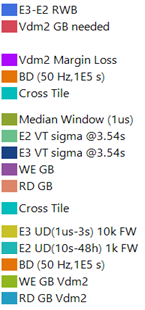 E3-E2 RWB
Vdm2 GB needed
Vdm2 Margin Loss
BD (50 Hz,1E5 s)
Cross Tile
Median Window (1us)
E2 VT sigma @3.54s
E3 VT sigma @3.54s
WE GB
RD GB
Cross Tile
E3 UD(1us-3s) 10k FW
E2 UD(10s-48h) 1k FW
BD (50 Hz,1E5 s)
WE GB Vdm2
RD GB Vdm2